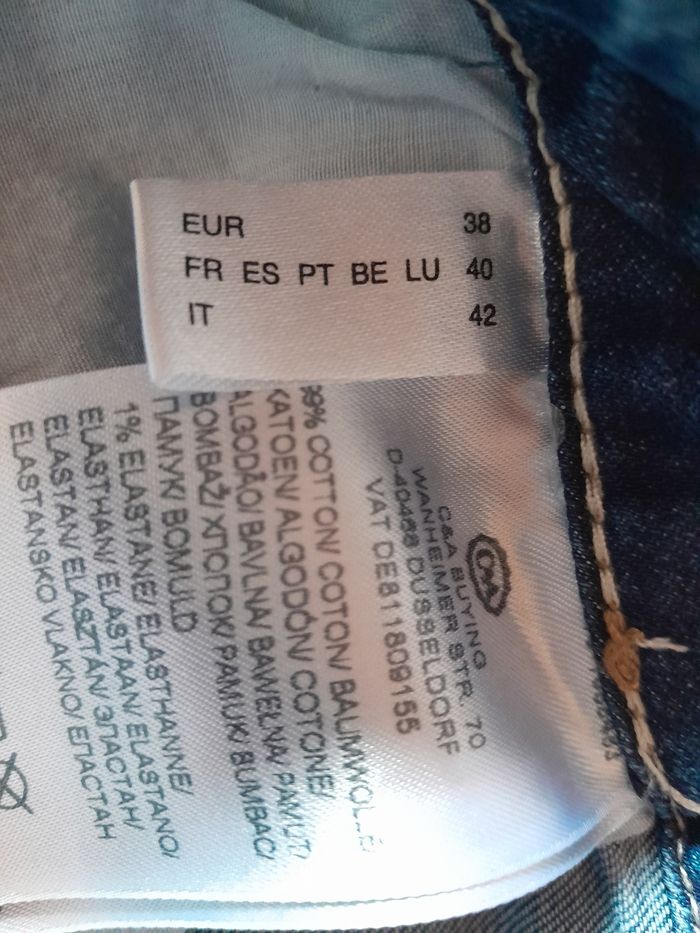 EUR 38
FR ES PT BE LU 40
IT 42
C&A
C&A BUYING
WANHEIMER STR. 70
D-40468 DUSSELDORF
VAT DE811809155
99% COTTON/ COTON/ BAUMWOLLE/
KATOEN/ ALGODÓN/ COTONE/
ALGODÃO/ BAVLNA/ BAWEŁNA/ PAMUT/
BOMBAŽ/ ХЛОПОК/ PAMUK/ BUMBAC/
ПАМУК/ BOMULD
1% ELASTANE/ ELASTHANNE/
ELASTHAN/ ELASTAAN/ ELASTANO/
ELASTAN/ ELASZTÁN/ ЭЛАСТАН/
ELASTANSKO VLAKNO/ ЕЛАСТАН